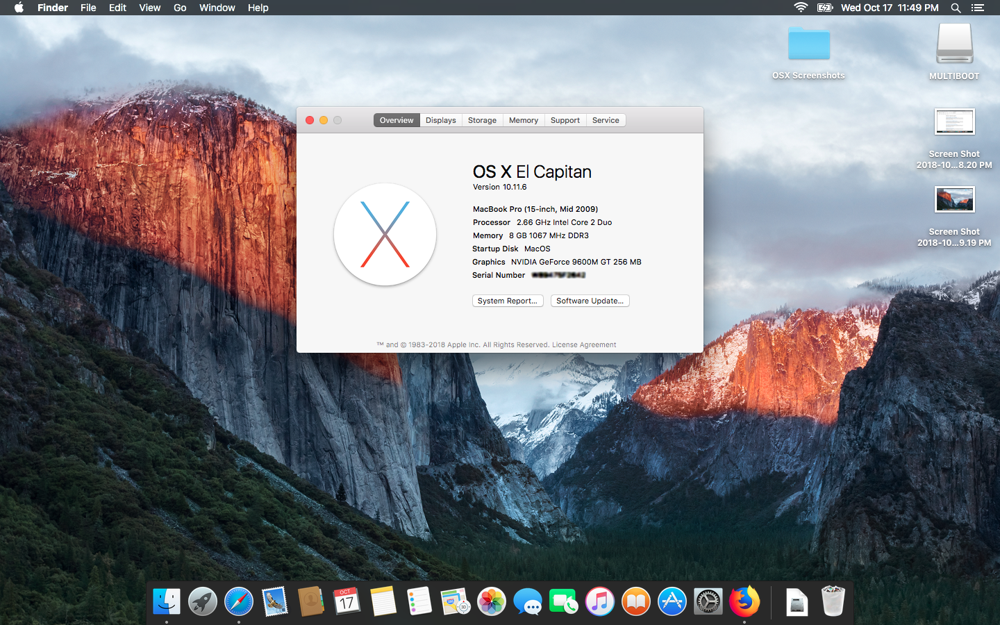 Finder File Edit View Go Window Help
Wed Oct 17 11:49 PM
OSX Screenshots
MULTIBOOT
Screen Shot
2018-10...8.20 PM
Screen Shot
2018-10...9.19 PM
Overview Displays Storage Memory Support Service
OS X El Capitan
Version 10.11.6
MacBook Pro (15-inch, Mid 2009)
Processor 2.66 GHz Intel Core 2 Duo
Memory 8 GB 1067 MHz DDR3
Startup Disk MacOS
Graphics NVIDIA GeForce 9600M GT 256 MB
Serial Number
System Report... Software Update...
™ and © 1983-2018 Apple Inc. All Rights Reserved. License Agreement
OCT
17